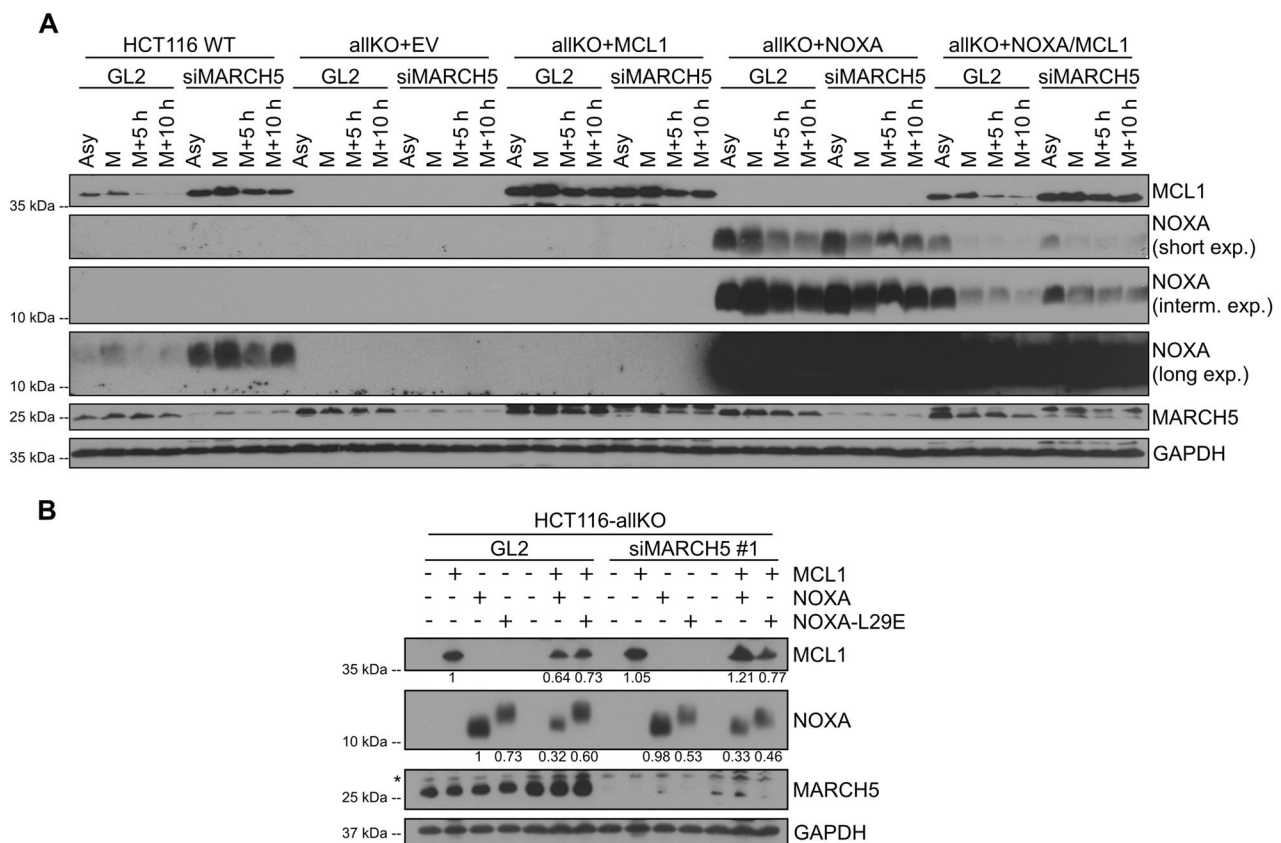 A
HCT116 WT allKO+EV allKO+MCL1 allKO+NOXA allKO+NOXA/MCL1
GL2 siMARCH5 GL2 siMARCH5 GL2 siMARCH5 GL2 siMARCH5 GL2 siMARCH5
Asy M M+5 h M+10 h Asy M M+5 h M+10 h Asy M M+5 h M+10 h Asy M M+5 h M+10 h Asy M M+5 h M+10 h Asy M M+5 h M+10 h Asy M M+5 h M+10 h Asy M M+5 h M+10 h Asy M M+5 h M+10 h Asy M M+5 h M+10 h
MCL1
35 kDa --
NOXA
(short exp.)
NOXA
(interm. exp.)
10 kDa --
NOXA
(long exp.)
10 kDa --
25 kDa -- MARCH5
35 kDa -- GAPDH
B
HCT116-allKO
GL2 siMARCH5 #1
- + - - - + + - + - - - + + MCL1
- - + - - + - - - + - - + - NOXA
- - - + - - + - - - + - - + NOXA-L29E
MCL1
35 kDa --
1 0.64 0.73 1.05 1.21 0.77
NOXA
10 kDa --
1 0.73 0.32 0.60 0.98 0.53 0.33 0.46
*
25 kDa -- MARCH5
37 kDa -- GAPDH